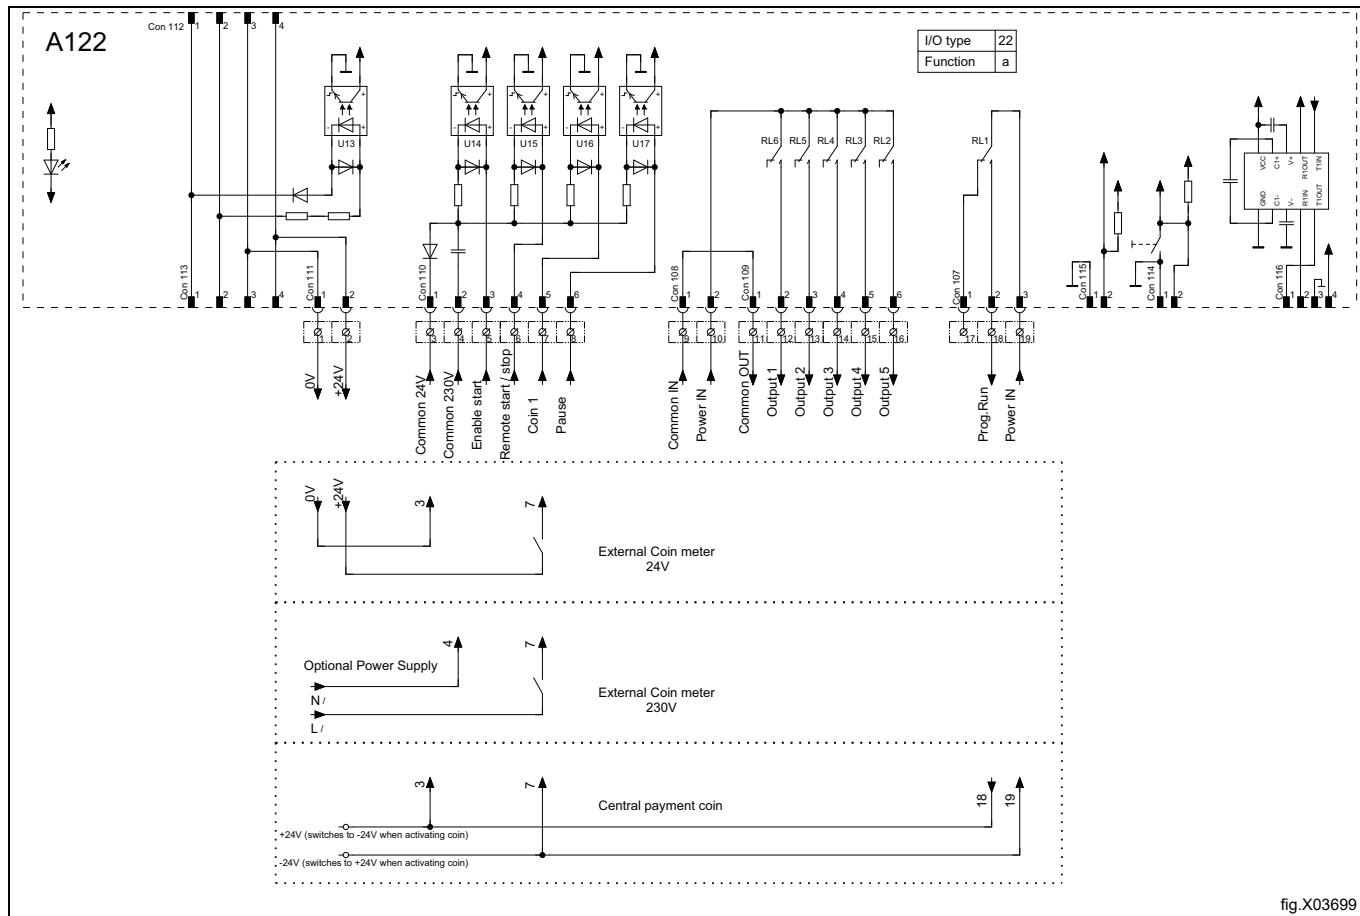 A122
Con 112
1
2
3
4
I/O type 22
Function a
U13
U14
U15
U16
U17
RL6
RL5
RL4
RL3
RL2
RL1
VCC
C1+
V+
R1OUT
T1IN
GND
C1-
V-
R1IN
T1OUT
Con 113
1
2
3
4
Con 111
1
2
Con 110
1
2
3
4
5
6
Con 108
1
2
Con 109
1
2
3
4
5
6
Con 107
1
2
3
Con 115
1
2
Con 114
1
2
Con 116
1
2
3
4
1
2
3
4
5
6
7
8
9
10
11
12
13
14
15
16
17
18
19
0V
+24V
Common 24V
Common 230V
Enable start
Remote start / stop
Coin 1
Pause
Common IN
Power IN
Common OUT
Output 1
Output 2
Output 3
Output 4
Output 5
Prog.Run
Power IN
0V
+24V
3
7
External Coin meter
24V
4
7
Optional Power Supply
N /
L /
External Coin meter
230V
3
7
Central payment coin
18
19
+24V (switches to -24V when activating coin)
-24V (switches to +24V when activating coin)
fig.X03699